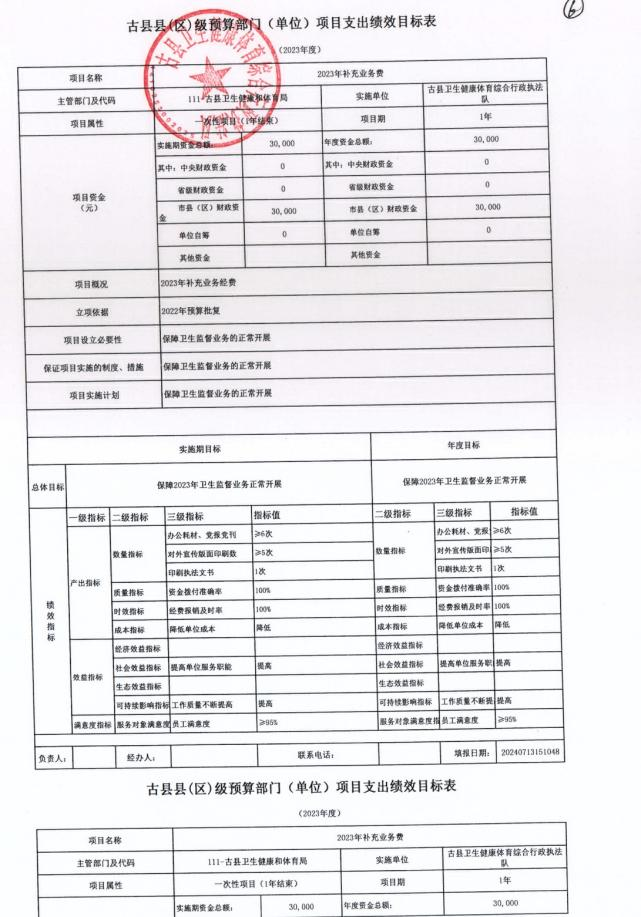 6
古县县(区)级预算部门（单位）项目支出绩效目标表
（2023年度）
项目名称 2023年补充业务费
主管部门及代码 111-古县卫生健康和体育局 实施单位 古县卫生健康体育综合行政执法队
项目属性 一次性项目（1年结束） 项目期 1年
项目资金（元） 实施期资金总额： 30,000 年度资金总额： 30,000
其中：中央财政资金 0 其中：中央财政资金 0
省级财政资金 0 省级财政资金 0
市县（区）财政资金 30,000 市县（区）财政资金 30,000
单位自筹 0 单位自筹 0
其他资金 其他资金
项目概况 2023年补充业务经费
立项依据 2022年预算批复
项目设立必要性 保障卫生监督业务的正常开展
保证项目实施的制度、措施 保障卫生监督业务的正常开展
项目实施计划 保障卫生监督业务的正常开展
实施期目标 年度目标
总体目标 保障2023年卫生监督业务正常开展 保障2023年卫生监督业务正常开展
绩效指标 一级指标 二级指标 三级指标 指标值 二级指标 三级指标 指标值
产出指标 数量指标 办公耗材、党报党刊 ≥6次 数量指标 办公耗材、党报 ≥6次
对外宣传版面印刷数 ≥5次 对外宣传版面印 ≥5次
印刷执法文书 1次 印刷执法文书 1次
质量指标 资金拨付准确率 100% 质量指标 资金拨付准确率 100%
时效指标 经费报销及时率 100% 时效指标 经费报销及时率 100%
成本指标 降低单位成本 降低 成本指标 降低单位成本 降低
效益指标 经济效益指标 经济效益指标
社会效益指标 提高单位服务职能 提高 社会效益指标 提高单位服务职 提高
生态效益指标 生态效益指标
可持续影响指标 工作质量不断提高 提高 可持续影响指标 工作质量不断提 提高
满意度指标 服务对象满意度 员工满意度 ≥95% 服务对象满意度指 员工满意度 ≥95%
负责人： 经办人： 联系电话： 填报日期： 20240713151048
古县县(区)级预算部门（单位）项目支出绩效目标表
（2023年度）
项目名称 2023年补充业务费
主管部门及代码 111-古县卫生健康和体育局 实施单位 古县卫生健康体育综合行政执法队
项目属性 一次性项目（1年结束） 项目期 1年
实施期资金总额： 30,000 年度资金总额： 30,000